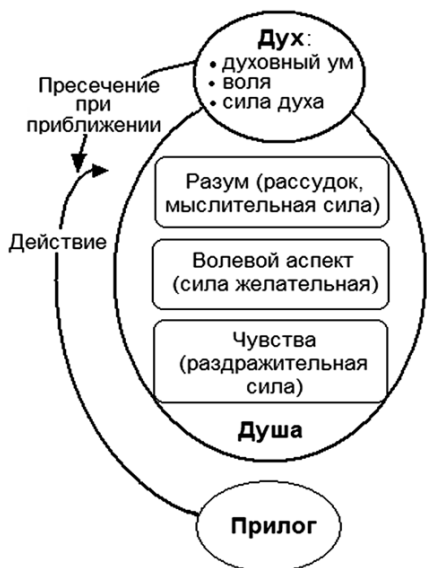 Дух:
• духовный ум
• воля
• сила духа
Пресечение
при
приближении
Разум (рассудок,
мыслительная сила)
Действие
Волевой аспект
(сила желательная)
Чувства
(раздражительная
сила)
Душа
Прилог